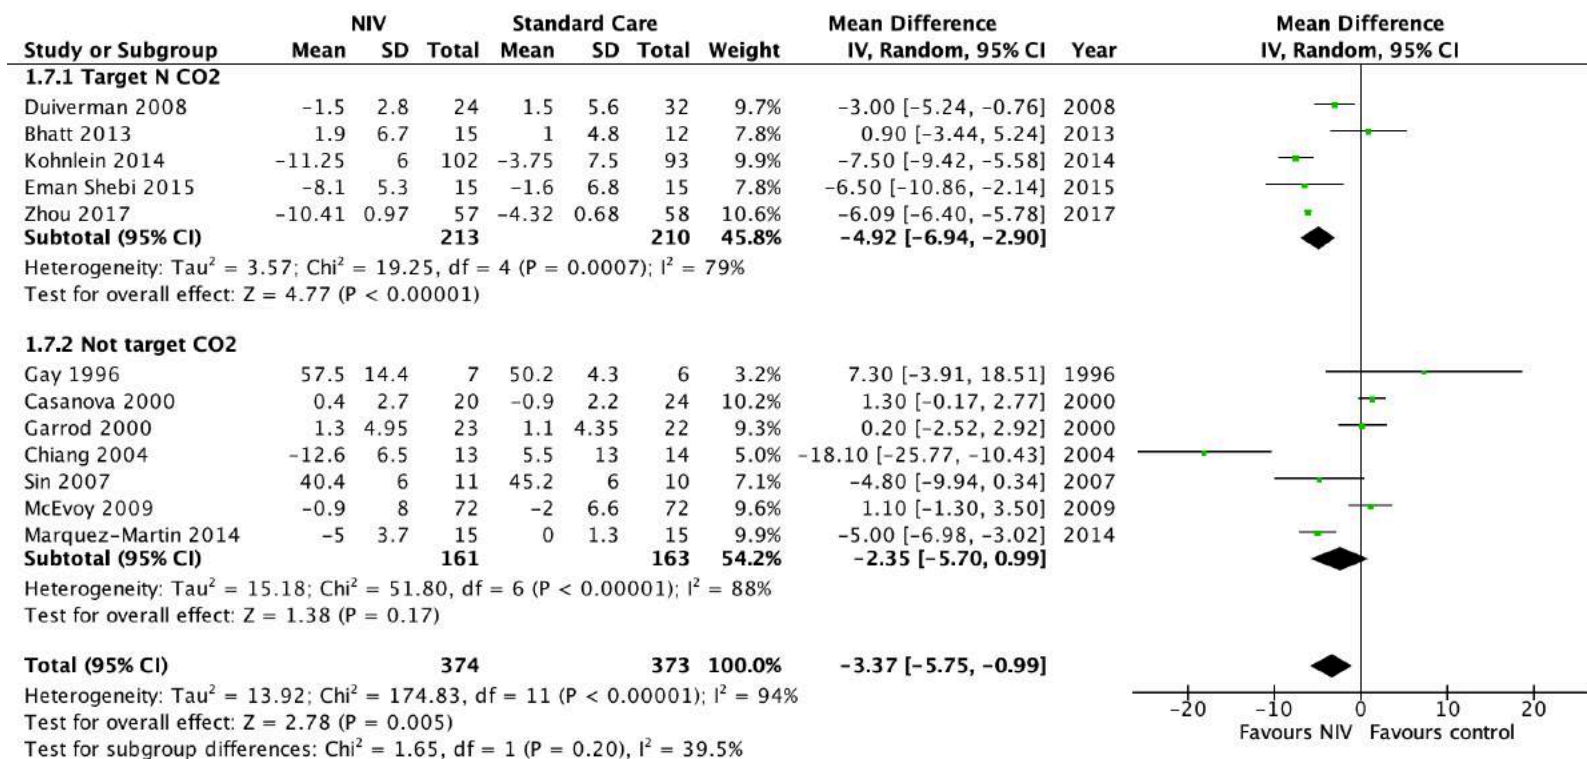 NIV Standard Care Mean Difference Mean Difference
Study or Subgroup Mean SD Total Mean SD Total Weight IV, Random, 95% CI Year IV, Random, 95% CI
1.7.1 Target N CO2
Duiverman 2008 −1.5 2.8 24 1.5 5.6 32 9.7% −3.00 [−5.24, −0.76] 2008
Bhatt 2013 1.9 6.7 15 1 4.8 12 7.8% 0.90 [−3.44, 5.24] 2013
Kohnlein 2014 −11.25 6 102 −3.75 7.5 93 9.9% −7.50 [−9.42, −5.58] 2014
Eman Shebi 2015 −8.1 5.3 15 −1.6 6.8 15 7.8% −6.50 [−10.86, −2.14] 2015
Zhou 2017 −10.41 0.97 57 −4.32 0.68 58 10.6% −6.09 [−6.40, −5.78] 2017
Subtotal (95% CI) 213 210 45.8% −4.92 [−6.94, −2.90]
Heterogeneity: Tau² = 3.57; Chi² = 19.25, df = 4 (P = 0.0007); I² = 79%
Test for overall effect: Z = 4.77 (P < 0.00001)
1.7.2 Not target CO2
Gay 1996 57.5 14.4 7 50.2 4.3 6 3.2% 7.30 [−3.91, 18.51] 1996
Casanova 2000 0.4 2.7 20 −0.9 2.2 24 10.2% 1.30 [−0.17, 2.77] 2000
Garrod 2000 1.3 4.95 23 1.1 4.35 22 9.3% 0.20 [−2.52, 2.92] 2000
Chiang 2004 −12.6 6.5 13 5.5 13 14 5.0% −18.10 [−25.77, −10.43] 2004
Sin 2007 40.4 6 11 45.2 6 10 7.1% −4.80 [−9.94, 0.34] 2007
McEvoy 2009 −0.9 8 72 −2 6.6 72 9.6% 1.10 [−1.30, 3.50] 2009
Marquez−Martin 2014 −5 3.7 15 0 1.3 15 9.9% −5.00 [−6.98, −3.02] 2014
Subtotal (95% CI) 161 163 54.2% −2.35 [−5.70, 0.99]
Heterogeneity: Tau² = 15.18; Chi² = 51.80, df = 6 (P < 0.00001); I² = 88%
Test for overall effect: Z = 1.38 (P = 0.17)
Total (95% CI) 374 373 100.0% −3.37 [−5.75, −0.99]
Heterogeneity: Tau² = 13.92; Chi² = 174.83, df = 11 (P < 0.00001); I² = 94%
Test for overall effect: Z = 2.78 (P = 0.005)
Test for subgroup differences: Chi² = 1.65, df = 1 (P = 0.20), I² = 39.5%
−20 −10 0 10 20
Favours NIV Favours control